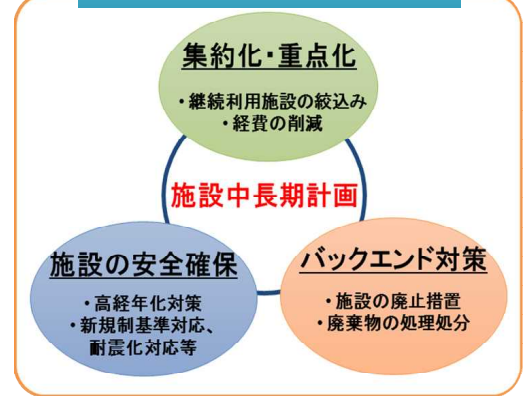 集約化・重点化
・継続利用施設の絞込み
・経費の削減
施設中長期計画
施設の安全確保
・高経年化対策
・新規制基準対応、
耐震化対応等
バックエンド対策
・施設の廃止措置
・廃棄物の処理処分